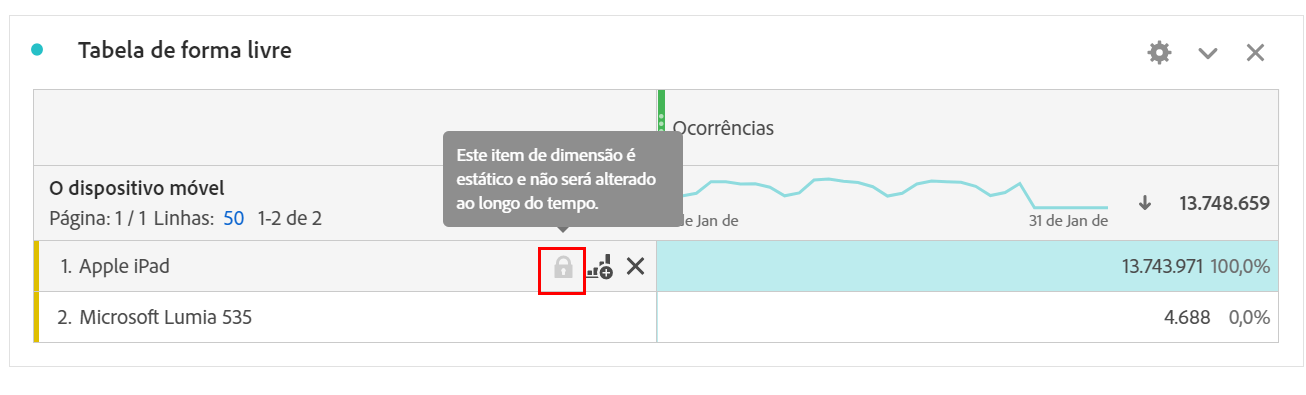 Tabela de forma livre
Ocorrências
Este item de dimensão é
estático e não será alterado
ao longo do tempo.
O dispositivo móvel
Página: 1 / 1 Linhas: 50 1-2 de 2
de Jan de
31 de Jan de
13.748.659
1. Apple iPad
13.743.971 100,0%
2. Microsoft Lumia 535
4.688 0,0%